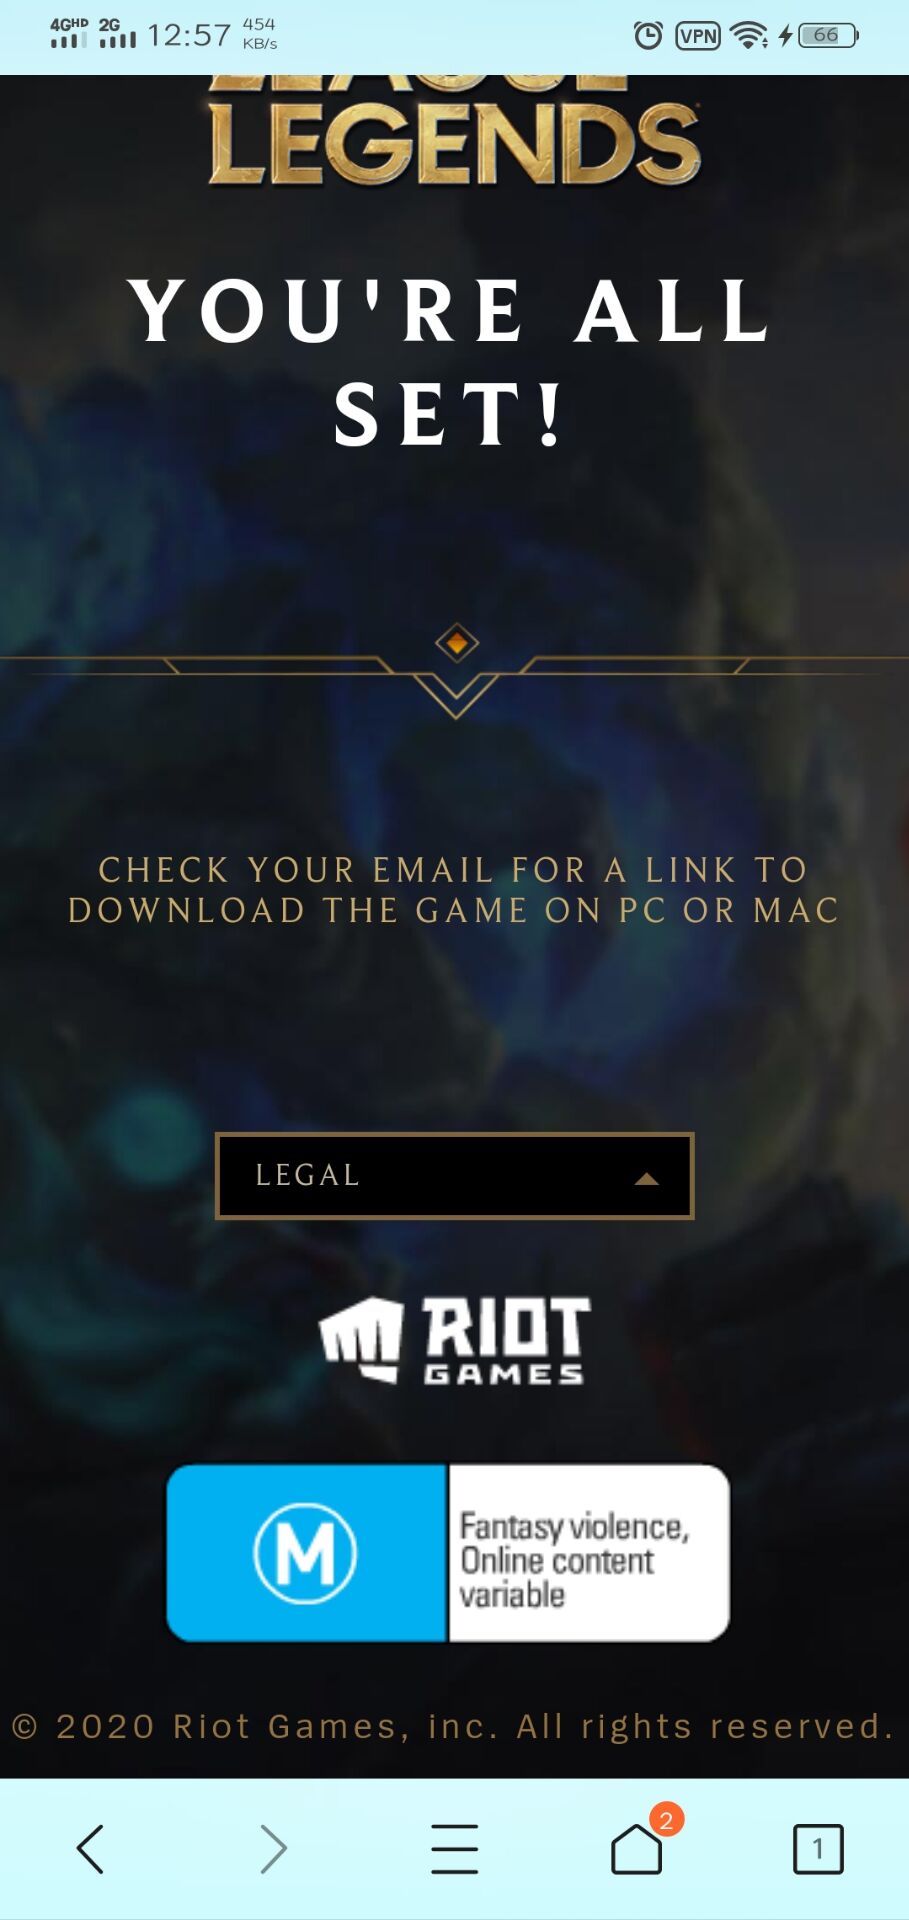 4GHD 2G 12:57 454 KB/s VPN 66
LEAGUE
LEGENDS
YOU'RE ALL
SET!
CHECK YOUR EMAIL FOR A LINK TO
DOWNLOAD THE GAME ON PC OR MAC
LEGAL
RIOT
GAMES
M
Fantasy violence,
Online content
variable
© 2020 Riot Games, inc. All rights reserved.
2
1